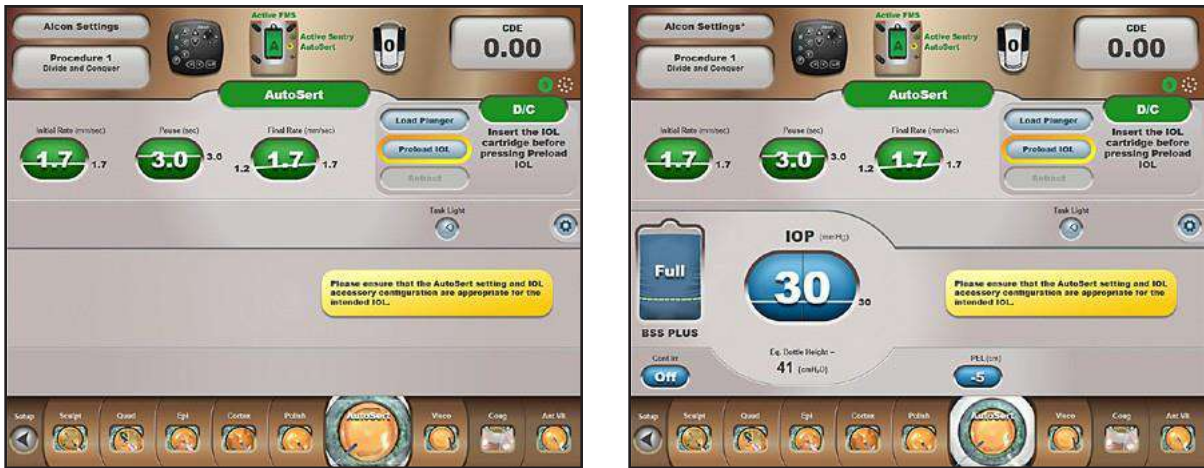 Alcon Settings
Procedure 1
Divide and Conquer
Active FMS
A
Active Sentry
AutoSert
0
CDE
0.00
AutoSert
D/C
Initial Rate (mm/sec)
1.7
1.7
Pause (sec)
3.0
3.0
Final Rate (mm/sec)
1.2
1.7
1.7
Load Plunger
Preload IOL
Retract
Insert the IOL
cartridge before
pressing Preload
IOL
Task Light
Please ensure that the AutoSert setting and IOL
accessory configuration are appropriate for the
intended IOL.
Setup
Sculpt
Quad
Epi
Cortex
Polish
AutoSert
Visco
Coag
Ant Vit
Alcon Settings*
Procedure 1
Divide and Conquer
Active FMS
A
Active Sentry
AutoSert
0
CDE
0.00
AutoSert
D/C
Initial Rate (mm/sec)
1.7
1.7
Pause (sec)
3.0
3.0
Final Rate (mm/sec)
1.2
1.7
1.7
Load Plunger
Preload IOL
Retract
Insert the IOL
cartridge before
pressing Preload
IOL
Task Light
Full
BSS PLUS
IOP (mmHg)
30
30
Please ensure that the AutoSert setting and IOL
accessory configuration are appropriate for the
intended IOL.
Cont Irr
Off
Eq. Bottle Height ~
41 (cmH₂O)
PEL (cm)
-5
Setup
Sculpt
Quad
Epi
Cortex
Polish
AutoSert
Visco
Coag
Ant Vit